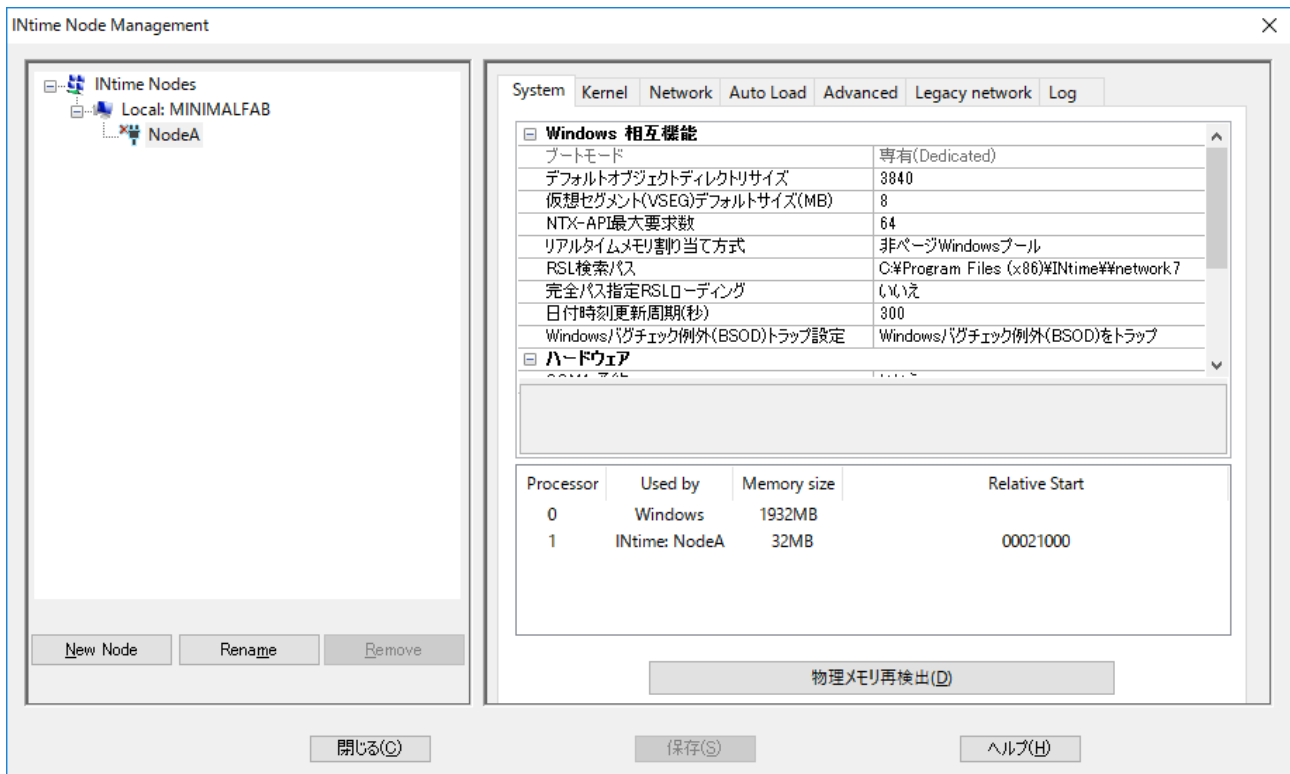 INtime Node Management
INtime Nodes
Local: MINIMALFAB
NodeA
New Node Rename Remove
System Kernel Network Auto Load Advanced Legacy network Log
Windows 相互機能
ブートモード 専有(Dedicated)
デフォルトオブジェクトディレクトリサイズ 3840
仮想セグメント(VSEG)デフォルトサイズ(MB) 8
NTX-API最大要求数 64
リアルタイムメモリ割り当て方式 非ページWindowsプール
RSL検索パス C:¥Program Files (x86)¥INtime¥¥network7
完全パス指定RSLローディング いいえ
日付時刻更新周期(秒) 300
Windowsバグチェック例外(BSOD)トラップ設定 Windowsバグチェック例外(BSOD)をトラップ
ハードウェア
Processor Used by Memory size Relative Start
0 Windows 1932MB
1 INtime: NodeA 32MB 00021000
物理メモリ再検出(D)
閉じる(C) 保存(S) ヘルプ(H)